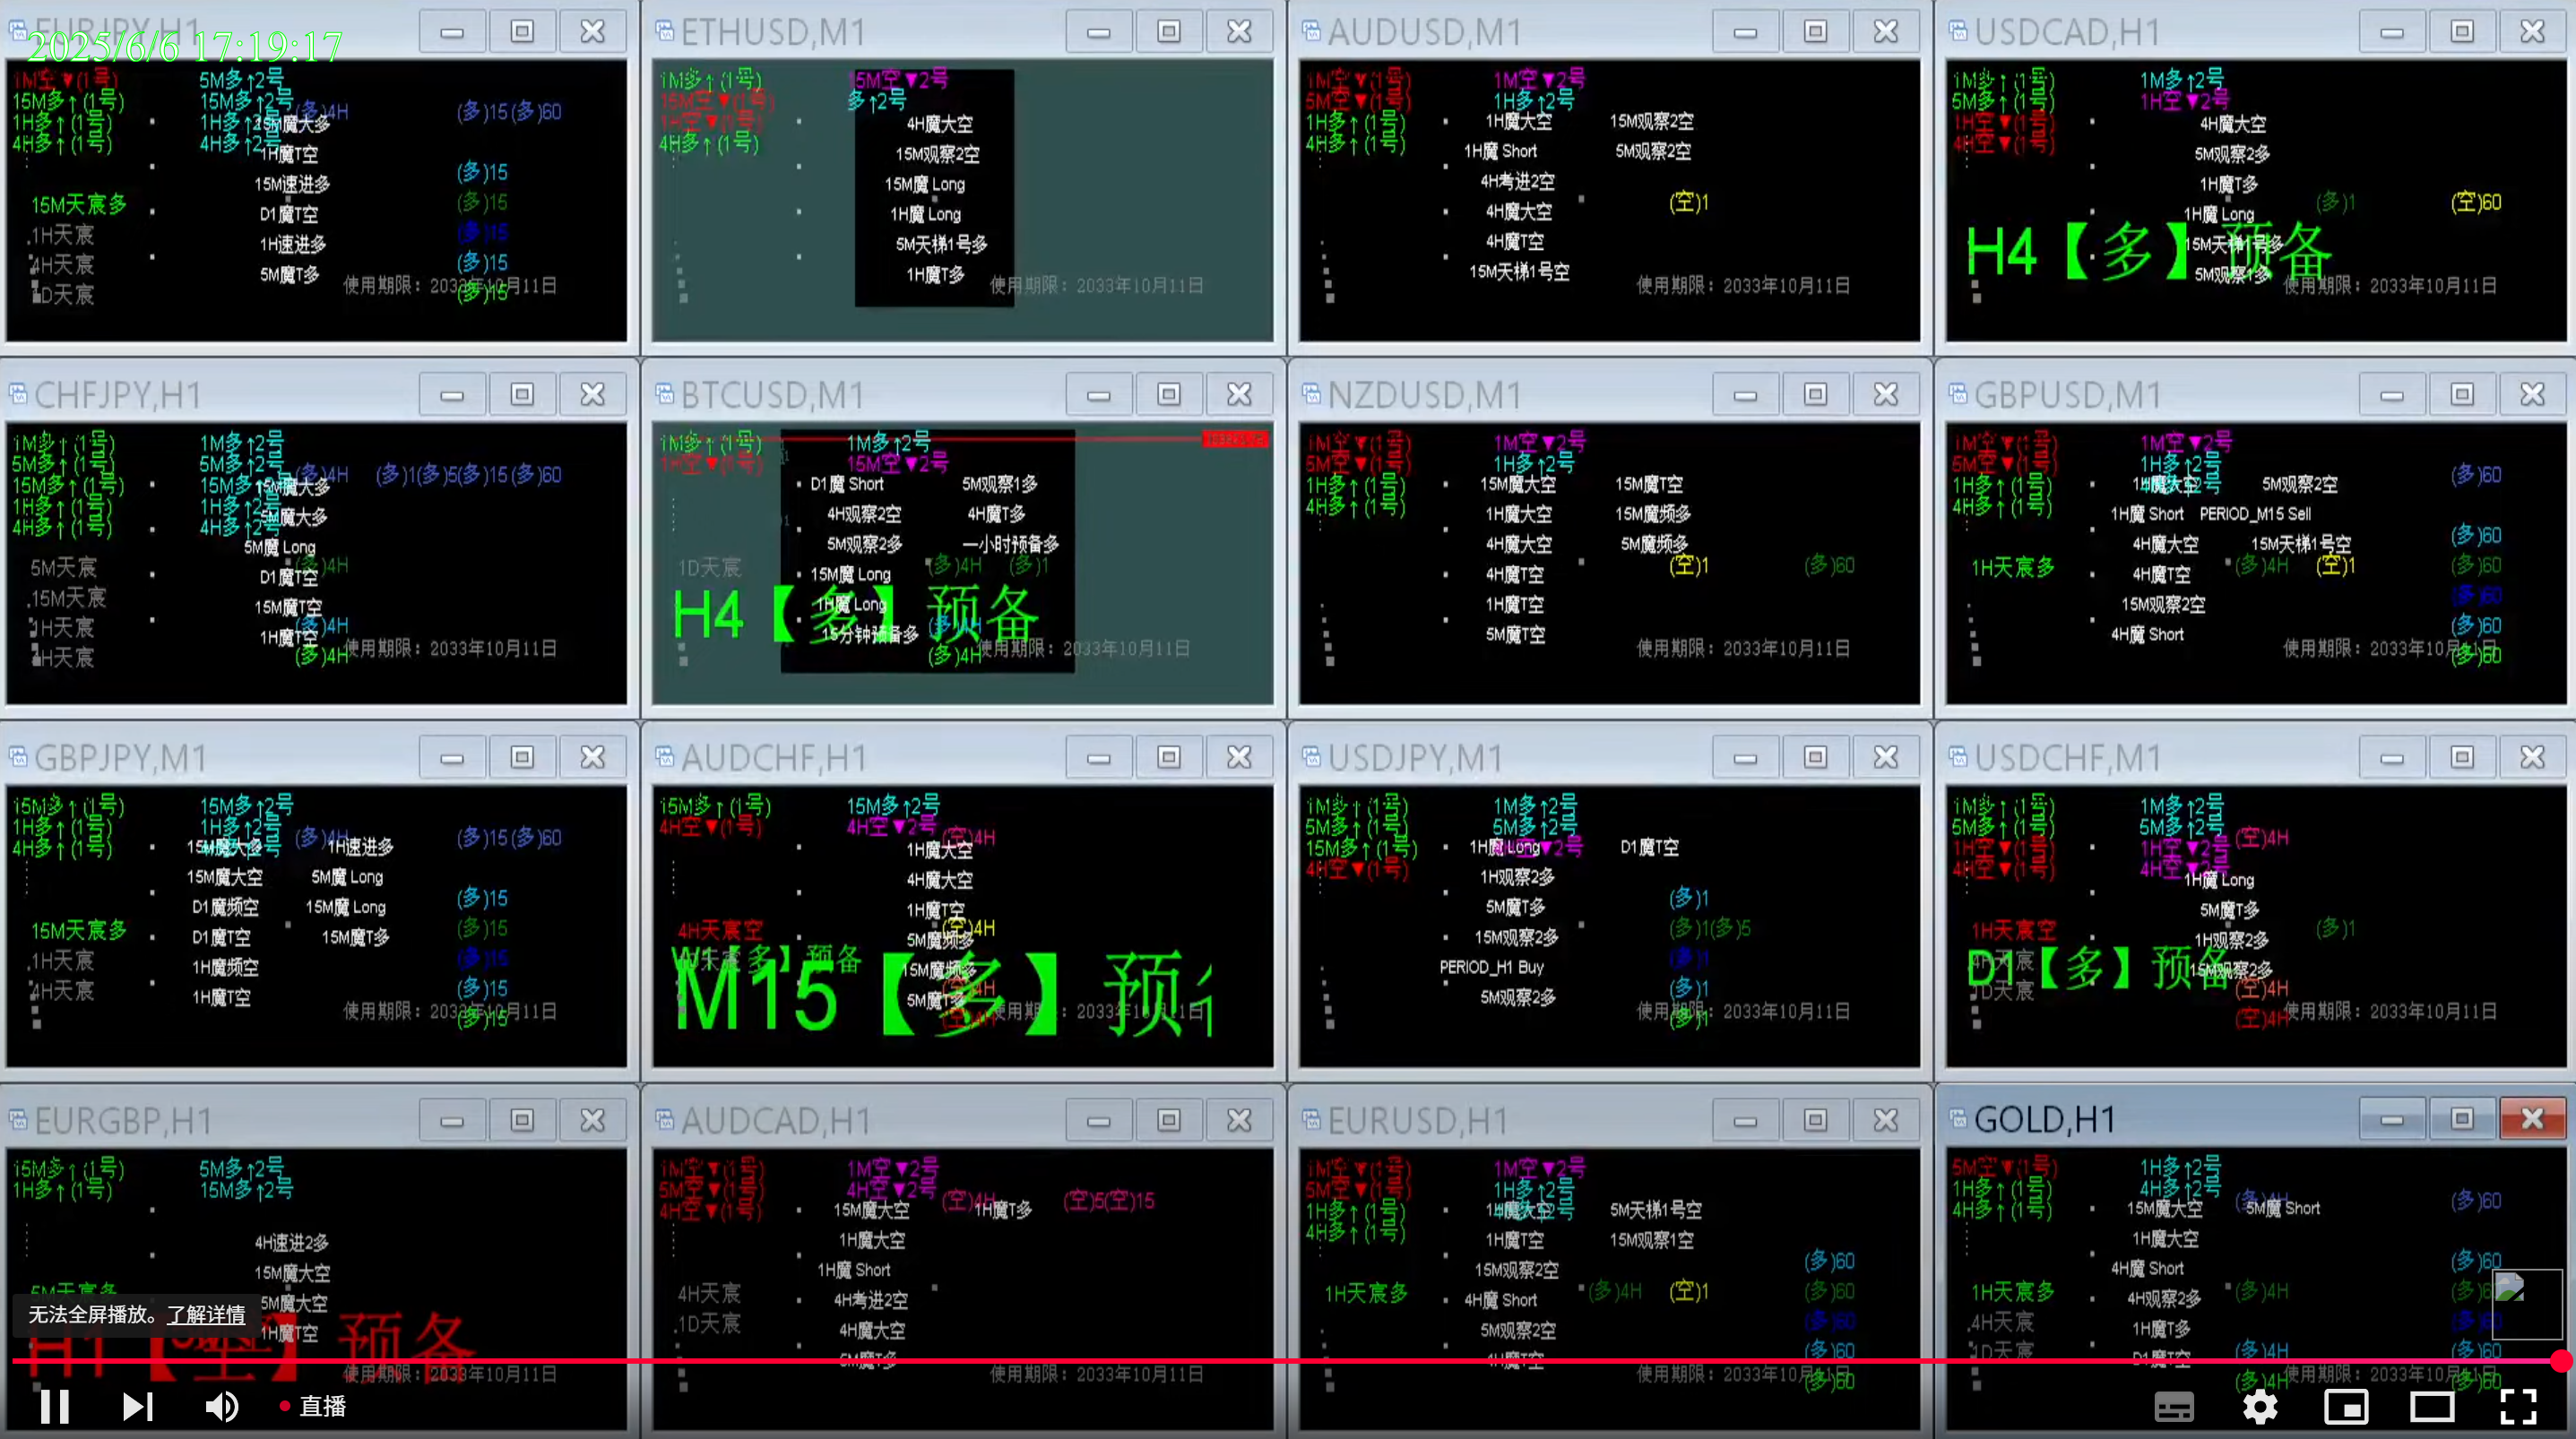 2025/6/6 17:19:17
EURJPY,H1
1M空▼(1号)
5M多↑2号
15M多↑(1号)
15M多↑2号
1H多↑(1号)
4H多↑(1号)
4H多↑2号
(多)4H
(多)15(多)60
15M魔大多
1H魔T空
15M速进多
D1魔T空
1H速进多
5M魔T多
(多)15
(多)15
(多)15
(多)15
(多)15
15M天宸多
1H天宸
4H天宸
1D天宸
使用期限：2033年10月11日
ETHUSD,M1
1M多↑(1号)
15M空▼2号
15M空▼(1号)
多↑2号
1H空▼(1号)
4H多↑(1号)
4H魔大空
15M观察2空
15M魔 Long
1H魔 Long
5M天梯1号多
1H魔T多
使用期限：2033年10月11日
AUDUSD,M1
1M空▼(1号)
1M空▼2号
5M空▼(1号)
1H多↑2号
1H多↑(1号)
4H多↑(1号)
1H魔大空
15M观察2空
1H魔 Short
5M观察2空
4H考进2空
4H魔大空
(空)1
4H魔T空
15M天梯1号空
使用期限：2033年10月11日
USDCAD,H1
1M多↑(1号)
1M多↑2号
5M多↑(1号)
1H空▼2号
1H空▼(1号)
4H空▼(1号)
4H魔大空
5M观察2多
1H魔T多
(多)1
(空)60
1H魔 Long
15M天梯1号多
5M观察1多
H4【多】预备
使用期限：2033年10月11日
CHFJPY,H1
1M多↑(1号)
1M多↑2号
5M多↑(1号)
5M多↑2号
15M多↑(1号)
1H多↑(1号)
1H多↑2号
4H多↑(1号)
4H多↑2号
(多)4H
(多)1(多)5(多)15(多)60
15M魔大多
5M魔大多
5M魔 Long
(多)4H
D1魔T空
15M魔T空
(多)4H
1H魔T空
(多)4H
5M天宸
15M天宸
1H天宸
4H天宸
使用期限：2033年10月11日
BTCUSD,M1
1M多↑(1号)
1M多↑2号
1H空▼(1号)
15M空▼2号
D1魔 Short
5M观察1多
4H观察2空
4H魔T多
5M观察2多
一小时预备多
(多)4H
(多)1
15M魔 Long
1H魔 Long
15分钟预备多
1D天宸
H4【多】预备
(多)4H
使用期限：2033年10月11日
NZDUSD,M1
1M空▼(1号)
1M空▼2号
5M空▼(1号)
1H多↑2号
1H多↑(1号)
4H多↑(1号)
15M魔大空
15M魔T空
1H魔大空
15M魔频多
4H魔大空
5M魔频多
(空)1
(多)60
4H魔T空
1H魔T空
5M魔T空
使用期限：2033年10月11日
GBPUSD,M1
1M空▼(1号)
1M空▼2号
5M空▼(1号)
1H多↑2号
1H多↑(1号)
4H多↑(1号)
(多)60
1H魔大空
5M观察2空
1H魔 Short
PERIOD_M15 Sell
4H魔大空
15M天梯1号空
(多)60
1H天宸多
(多)4H
(空)1
(多)60
4H魔T空
15M观察2空
(多)60
4H魔 Short
(多)60
(多)60
使用期限：2033年10月11日
GBPJPY,M1
15M多↑(1号)
15M多↑2号
1H多↑(1号)
1H多↑2号
4H多↑(1号)
(多)4H
(多)15(多)60
15M魔大多
1H速进多
15M魔大空
5M魔 Long
D1魔频空
15M魔 Long
D1魔T空
15M魔T多
1H魔频空
1H魔T空
(多)15
(多)15
(多)15
(多)15
(多)15
15M天宸多
1H天宸
4H天宸
使用期限：2033年10月11日
AUDCHF,H1
15M多↑(1号)
15M多↑2号
4H空▼(1号)
4H空▼2号
(空)4H
1H魔大空
4H魔大空
1H魔T空
(空)4H
5M魔频多
15M魔频多
5M魔T多
4H天宸空
M15【多】预
USDJPY,M1
1M多↑(1号)
1M多↑2号
5M多↑(1号)
5M多↑2号
15M多↑(1号)
4H空▼(1号)
1H魔 Long
D1魔T空
1H观察2多
5M魔T多
15M观察2多
PERIOD_H1 Buy
5M观察2多
(多)1
(多)1(多)5
(多)1
(多)1
(多)1
使用期限：2033年10月11日
USDCHF,M1
1M多↑(1号)
1M多↑2号
5M多↑(1号)
5M多↑2号
1H空▼(1号)
1H空▼2号
4H空▼(1号)
4H空▼2号
(空)4H
1H魔 Long
5M魔T多
(多)1
1H观察2多
15M观察2多
1H天宸空
4H天宸
1D天宸
D1【多】预备
(空)4H
(空)4H
使用期限：2033年10月11日
EURGBP,H1
15M多↑(1号)
5M多↑2号
1H多↑(1号)
15M多↑2号
4H速进2多
15M魔大空
5M魔大空
1H魔T空
5M天宸多
H1【空】预备
使用期限：2033年10月11日
AUDCAD,H1
1M空▼(1号)
1M空▼2号
5M空▼(1号)
4H空▼2号
4H空▼(1号)
(空)4H
(空)5(空)15
15M魔大空
1H魔T多
1H魔大空
1H魔 Short
4H考进2空
4H魔大空
5M魔T多
4H天宸
1D天宸
使用期限：2033年10月11日
EURUSD,H1
1M空▼(1号)
1M空▼2号
5M空▼(1号)
1H多↑2号
1H多↑(1号)
4H多↑(1号)
1H魔大空
5M天梯1号空
1H魔T空
15M观察1空
15M观察2空
(多)60
4H魔 Short
(多)4H
(空)1
(多)60
5M观察2空
(多)60
4H魔T空
(多)60
(多)60
1H天宸多
使用期限：2033年10月11日
GOLD,H1
5M空▼(1号)
1H多↑2号
1H多↑(1号)
4H多↑2号
4H多↑(1号)
(多)4H
(多)60
15M魔大空
5M魔 Short
1H魔大空
4H魔 Short
(多)60
4H观察2多
(多)4H
1H魔T多
D1魔T空
(多)4H
(多)60
(多)4H
(多)60
1H天宸多
4H天宸
1D天宸
使用期限：2033年10月11日
无法全屏播放。了解详情
直播